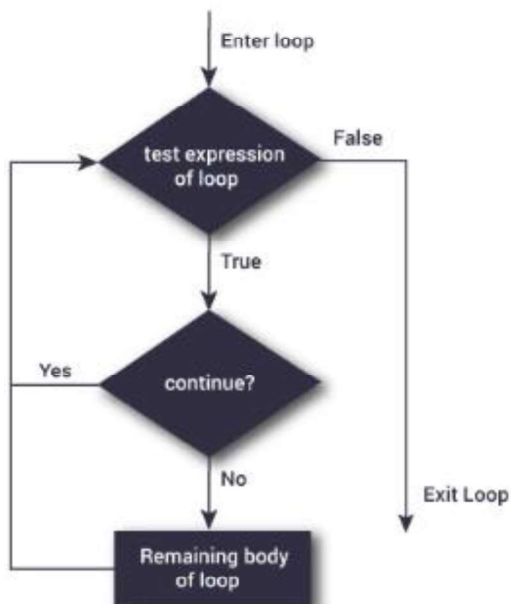 Enter loop
test expression
of loop
False
True
continue?
Yes
No
Exit Loop
Remaining body
of loop